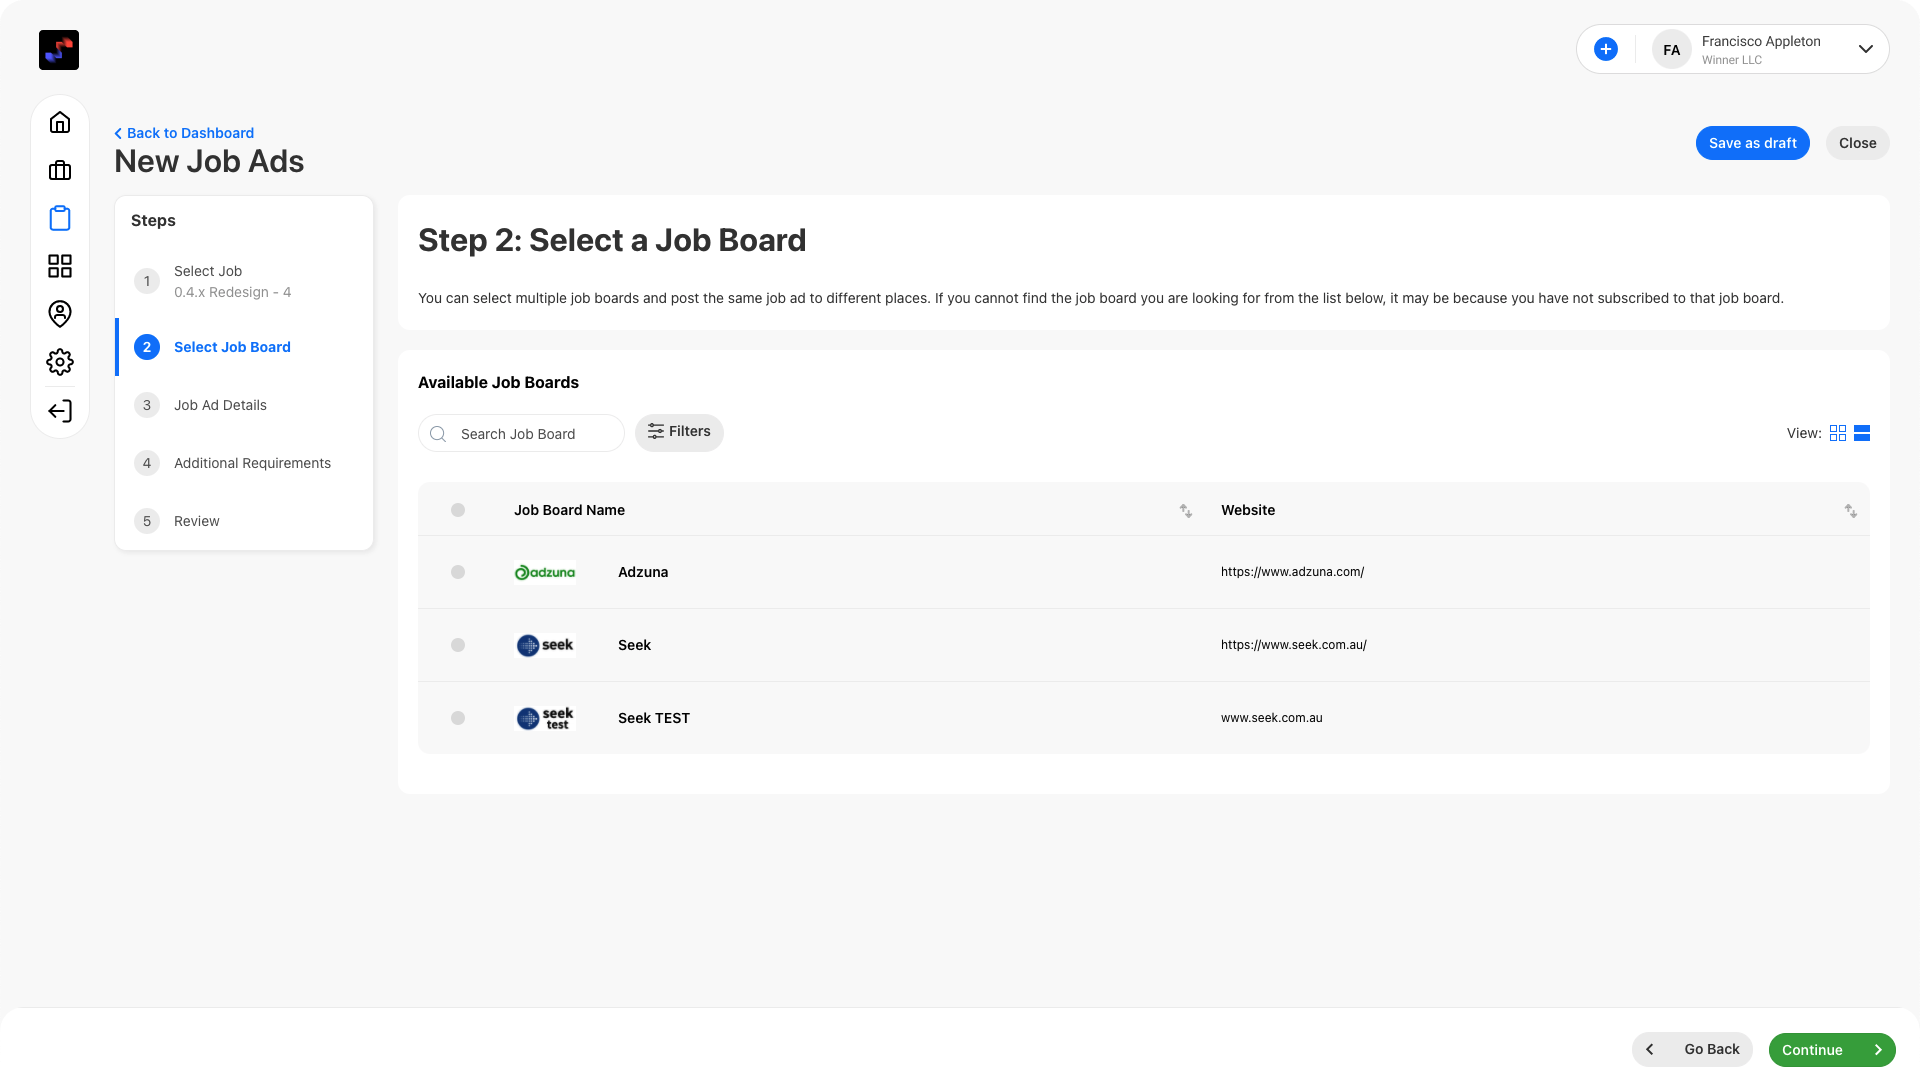 FA
Francisco Appleton
Winner LLC
Back to Dashboard
New Job Ads
Save as draft
Close
Steps
1
Select Job
0.4.x Redesign - 4
2
Select Job Board
3
Job Ad Details
4
Additional Requirements
5
Review
Step 2: Select a Job Board
You can select multiple job boards and post the same job ad to different places. If you cannot find the job board you are looking for from the list below, it may be because you have not subscribed to that job board.
Available Job Boards
Search Job Board
Filters
View:
Job Board Name
Website
adzuna
Adzuna
https://www.adzuna.com/
seek
Seek
https://www.seek.com.au/
seek
test
Seek TEST
www.seek.com.au
Go Back
Continue